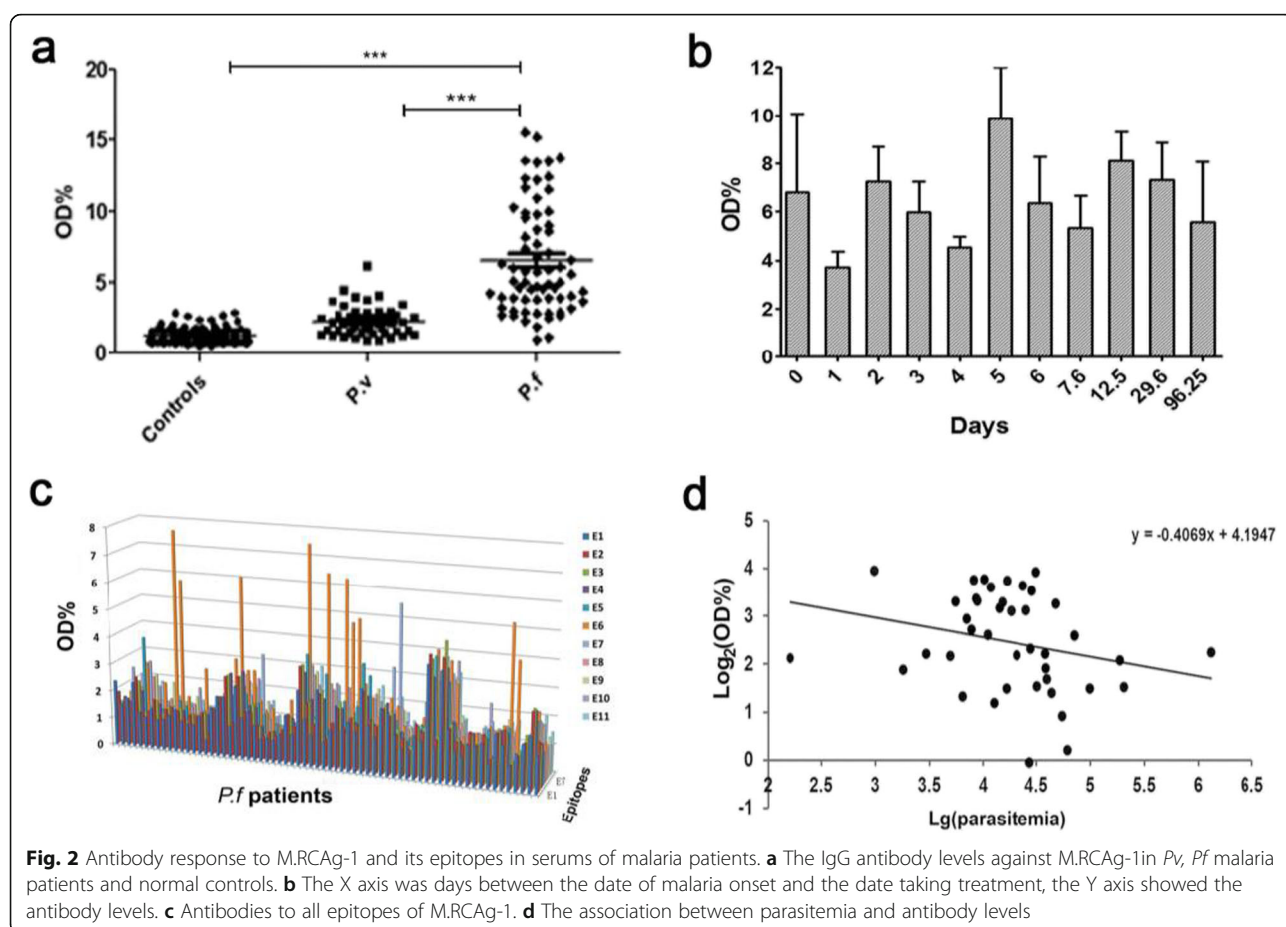 a
***
***
20
15
10
5
0
OD%
Controls
P.v
P.f
b
12
10
8
6
4
2
0
OD%
0
1
2
3
4
5
6
7.6
12.5
29.6
96.25
Days
c
8
7
6
5
4
3
2
1
0
OD%
P.f patients
Epitopes
E1
E7
E1
E2
E3
E4
E5
E6
E7
E8
E9
E10
E11
d
5
4
3
2
1
0
-1
Log2(OD%)
y = -0.4069x + 4.1947
2
2.5
3
3.5
4
4.5
5
5.5
6
6.5
Lg(parasitemia)
Fig. 2 Antibody response to M.RCAg-1 and its epitopes in serums of malaria patients. a The IgG antibody levels against M.RCAg-1in Pv, Pf malaria
patients and normal controls. b The X axis was days between the date of malaria onset and the date taking treatment, the Y axis showed the
antibody levels. c Antibodies to all epitopes of M.RCAg-1. d The association between parasitemia and antibody levels